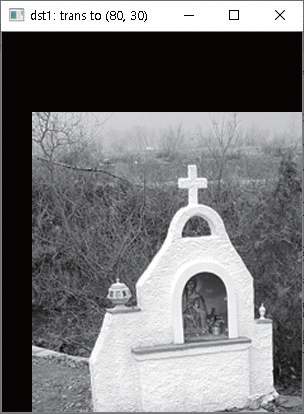 dst1: trans to (80, 30)